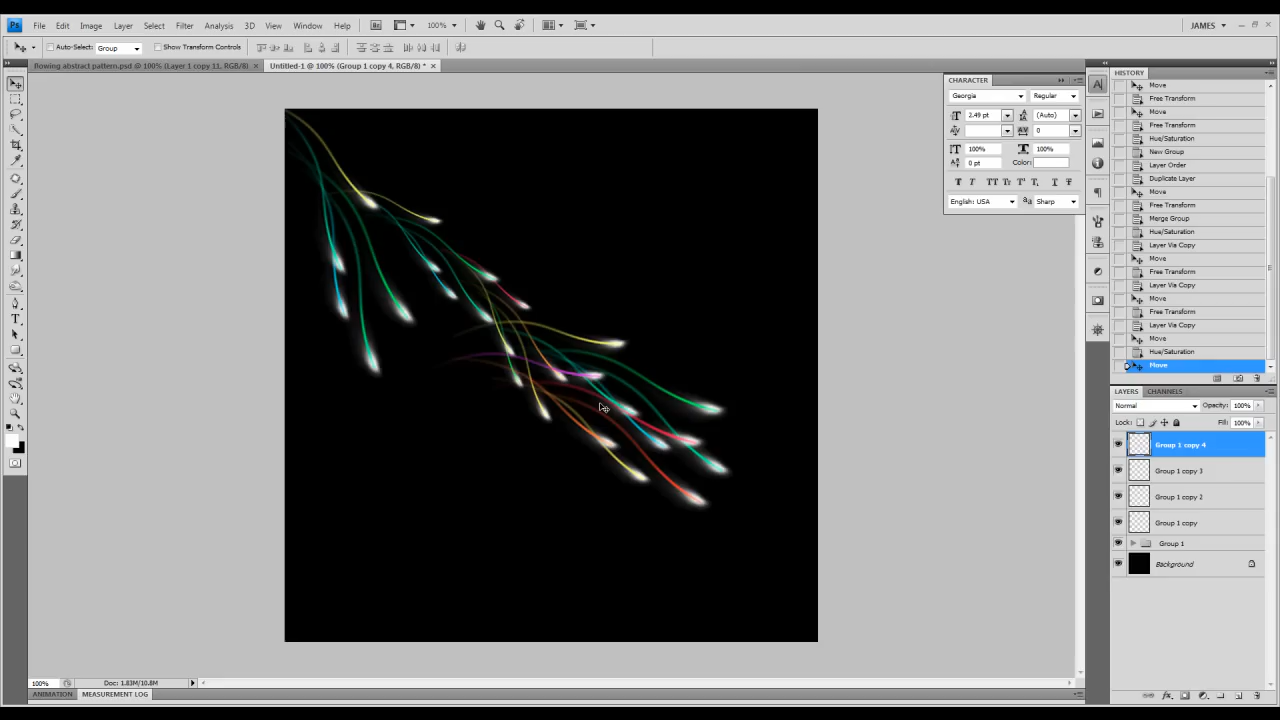 Ps File Edit Image Layer Select Filter Analysis 3D View Window Help Br 100% JAMES
Auto-Select: Group Show Transform Controls
flowing abstract pattern.psd @ 100% (Layer 1 copy 11, RGB/8) × Untitled-1 @ 100% (Group 1 copy 4, RGB/8) * ×
CHARACTER
Georgia Regular
2.49 pt (Auto)
0
100% 100%
0 pt Color:
T T TT Tr T' T, T T
English: USA aa Sharp
HISTORY
Move
Free Transform
Move
Free Transform
Hue/Saturation
New Group
Layer Order
Duplicate Layer
Move
Free Transform
Merge Group
Hue/Saturation
Layer Via Copy
Move
Free Transform
Layer Via Copy
Move
Free Transform
Layer Via Copy
Move
Hue/Saturation
Move
LAYERS CHANNELS
Normal Opacity: 100%
Lock: Fill: 100%
Group 1 copy 4
Group 1 copy 3
Group 1 copy 2
Group 1 copy
Group 1
Background
100% Doc: 1.83M/10.8M
ANIMATION MEASUREMENT LOG